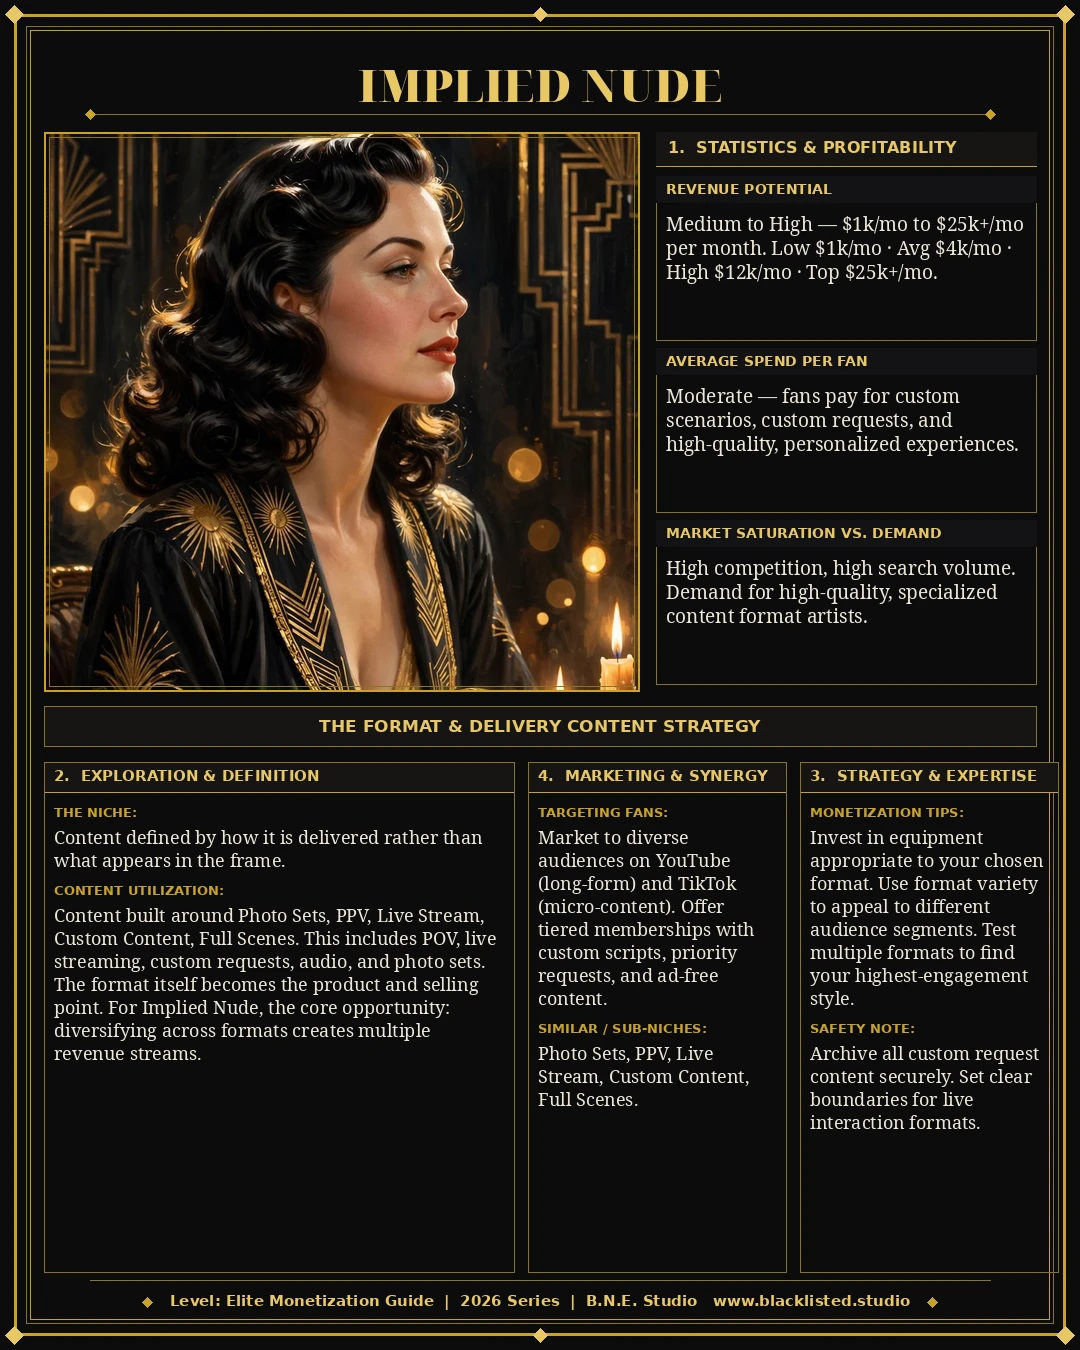 IMPLIED NUDE
1. STATISTICS & PROFITABILITY
REVENUE POTENTIAL
Medium to High — $1k/mo to $25k+/mo
per month. Low $1k/mo · Avg $4k/mo ·
High $12k/mo · Top $25k+/mo.
AVERAGE SPEND PER FAN
Moderate — fans pay for custom
scenarios, custom requests, and
high-quality, personalized experiences.
MARKET SATURATION VS. DEMAND
High competition, high search volume.
Demand for high-quality, specialized
content format artists.
THE FORMAT & DELIVERY CONTENT STRATEGY
2. EXPLORATION & DEFINITION
THE NICHE:
Content defined by how it is delivered rather than
what appears in the frame.
CONTENT UTILIZATION:
Content built around Photo Sets, PPV, Live Stream,
Custom Content, Full Scenes. This includes POV, live
streaming, custom requests, audio, and photo sets.
The format itself becomes the product and selling
point. For Implied Nude, the core opportunity:
diversifying across formats creates multiple
revenue streams.
4. MARKETING & SYNERGY
TARGETING FANS:
Market to diverse
audiences on YouTube
(long-form) and TikTok
(micro-content). Offer
tiered memberships with
custom scripts, priority
requests, and ad-free
content.
SIMILAR / SUB-NICHES:
Photo Sets, PPV, Live
Stream, Custom Content,
Full Scenes.
3. STRATEGY & EXPERTISE
MONETIZATION TIPS:
Invest in equipment
appropriate to your chosen
format. Use format variety
to appeal to different
audience segments. Test
multiple formats to find
your highest-engagement
style.
SAFETY NOTE:
Archive all custom request
content securely. Set clear
boundaries for live
interaction formats.
Level: Elite Monetization Guide | 2026 Series | B.N.E. Studio www.blacklisted.studio